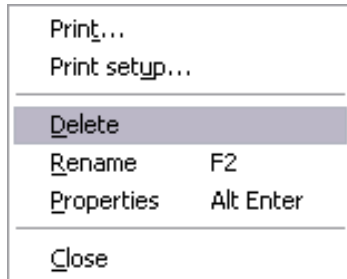 Print...
Print setup...
Delete
Rename F2
Properties Alt Enter
Close